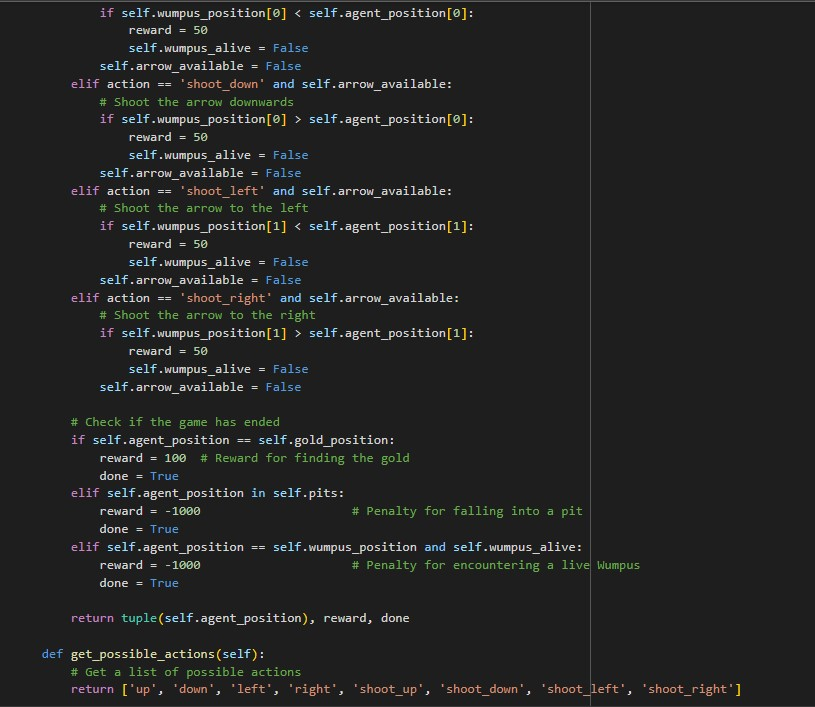 if self.wumpus_position[0] < self.agent_position[0]:
                reward = 50
                self.wumpus_alive = False
            self.arrow_available = False
        elif action == 'shoot_down' and self.arrow_available:
            # Shoot the arrow downwards
            if self.wumpus_position[0] > self.agent_position[0]:
                reward = 50
                self.wumpus_alive = False
            self.arrow_available = False
        elif action == 'shoot_left' and self.arrow_available:
            # Shoot the arrow to the left
            if self.wumpus_position[1] < self.agent_position[1]:
                reward = 50
                self.wumpus_alive = False
            self.arrow_available = False
        elif action == 'shoot_right' and self.arrow_available:
            # Shoot the arrow to the right
            if self.wumpus_position[1] > self.agent_position[1]:
                reward = 50
                self.wumpus_alive = False
            self.arrow_available = False

        # Check if the game has ended
        if self.agent_position == self.gold_position:
            reward = 100  # Reward for finding the gold
            done = True
        elif self.agent_position in self.pits:
            reward = -1000                     # Penalty for falling into a pit
            done = True
        elif self.agent_position == self.wumpus_position and self.wumpus_alive:
            reward = -1000                     # Penalty for encountering a live Wumpus
            done = True

        return tuple(self.agent_position), reward, done

    def get_possible_actions(self):
        # Get a list of possible actions
        return ['up', 'down', 'left', 'right', 'shoot_up', 'shoot_down', 'shoot_left', 'shoot_right']